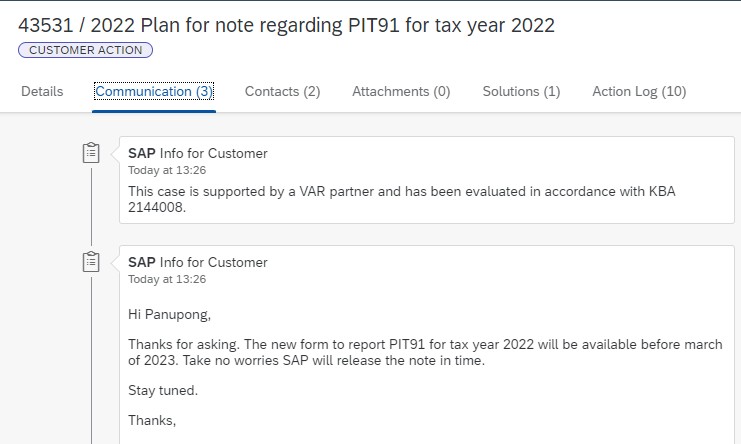 43531 / 2022 Plan for note regarding PIT91 for tax year 2022
CUSTOMER ACTION
Details Communication (3) Contacts (2) Attachments (0) Solutions (1) Action Log (10)
SAP Info for Customer
Today at 13:26
This case is supported by a VAR partner and has been evaluated in accordance with KBA
2144008.
SAP Info for Customer
Today at 13:26
Hi Panupong,
Thanks for asking. The new form to report PIT91 for tax year 2022 will be available before march
of 2023. Take no worries SAP will release the note in time.
Stay tuned.
Thanks,